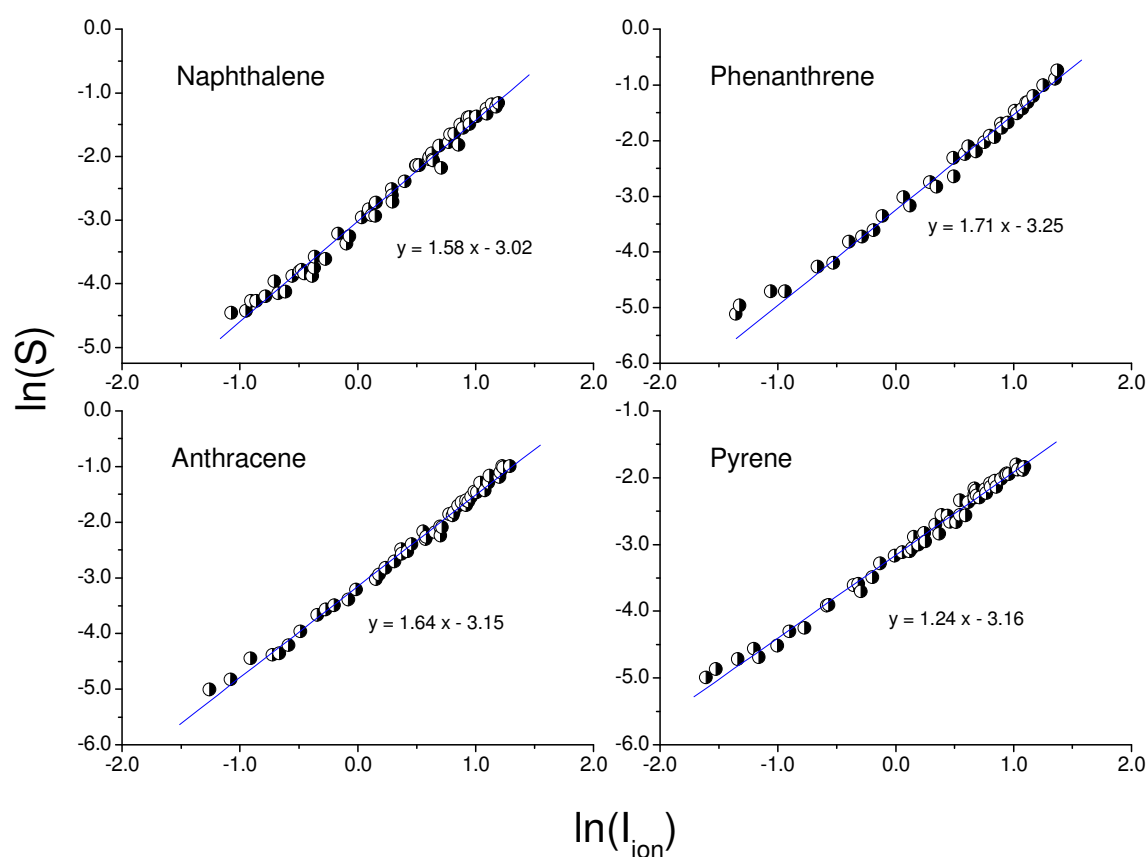 0.0
-1.0
-2.0
-3.0
-4.0
-5.0
-2.0 -1.0 0.0 1.0 2.0
Naphthalene
y = 1.58 x - 3.02
0.0
-1.0
-2.0
-3.0
-4.0
-5.0
-6.0
-2.0 -1.0 0.0 1.0 2.0
Phenanthrene
y = 1.71 x - 3.25
ln(S)
0.0
-1.0
-2.0
-3.0
-4.0
-5.0
-6.0
-2.0 -1.0 0.0 1.0 2.0
Anthracene
y = 1.64 x - 3.15
-1.0
-2.0
-3.0
-4.0
-5.0
-6.0
-2.0 -1.0 0.0 1.0 2.0
Pyrene
y = 1.24 x - 3.16
ln(I_ion)